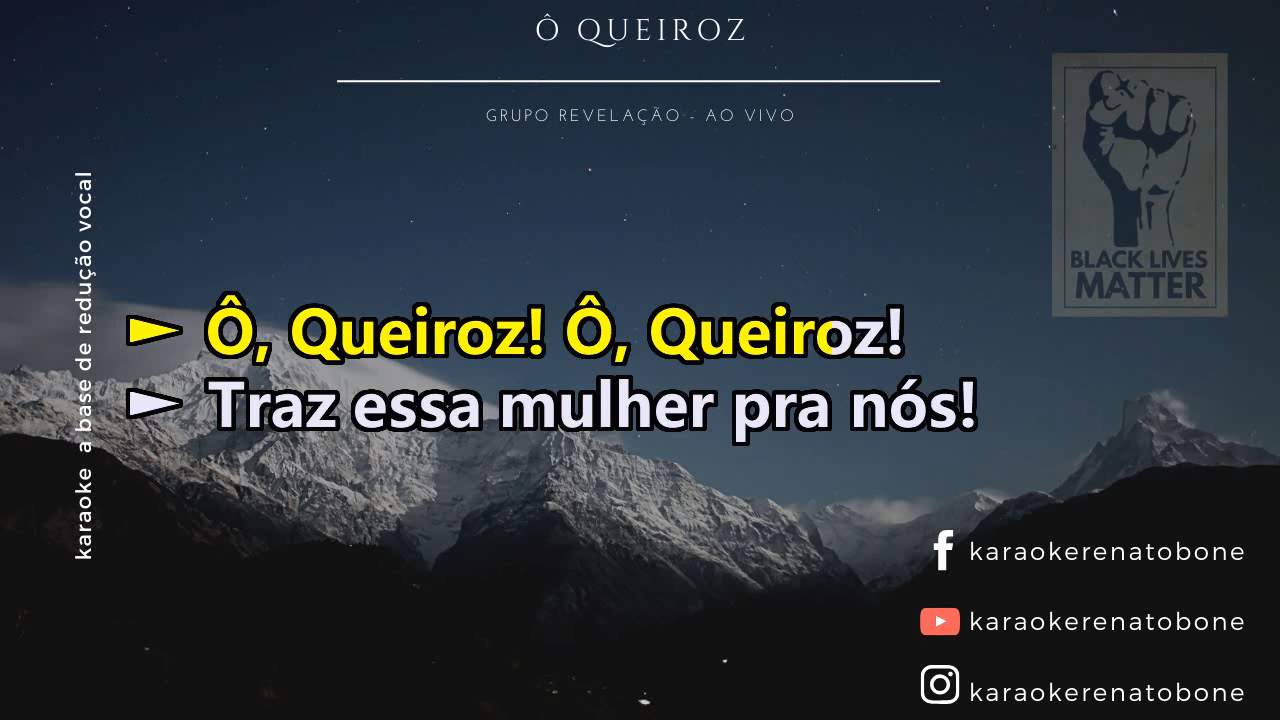 Ô QUEIROZ
GRUPO REVELAÇÃO - AO VIVO
BLACK LIVES
MATTER
karaoke a base de redução vocal
Ô, Queiroz! Ô, Queiroz!
Traz essa mulher pra nós!
karaokerenatobone
karaokerenatobone
karaokerenatobone